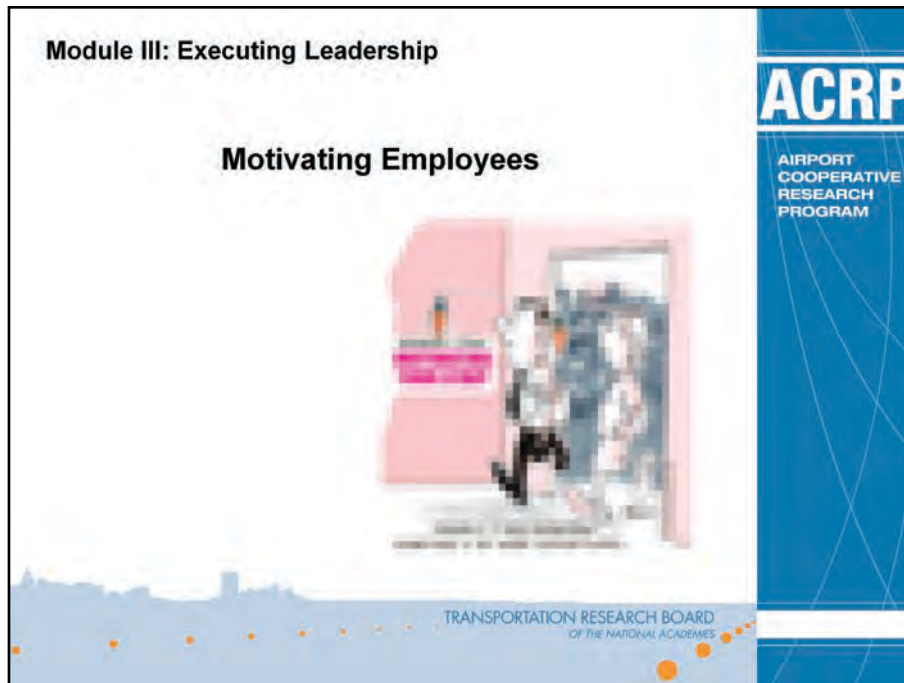 Module III: Executing Leadership
Motivating Employees
ACRP
AIRPORT
COOPERATIVE
RESEARCH
PROGRAM
TRANSPORTATION RESEARCH BOARD
OF THE NATIONAL ACADEMIES